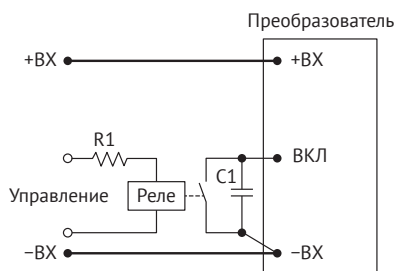 Преобразователь
+ВХ
+ВХ
R1
ВКЛ
C1
Управление
Реле
−ВХ
−ВХ